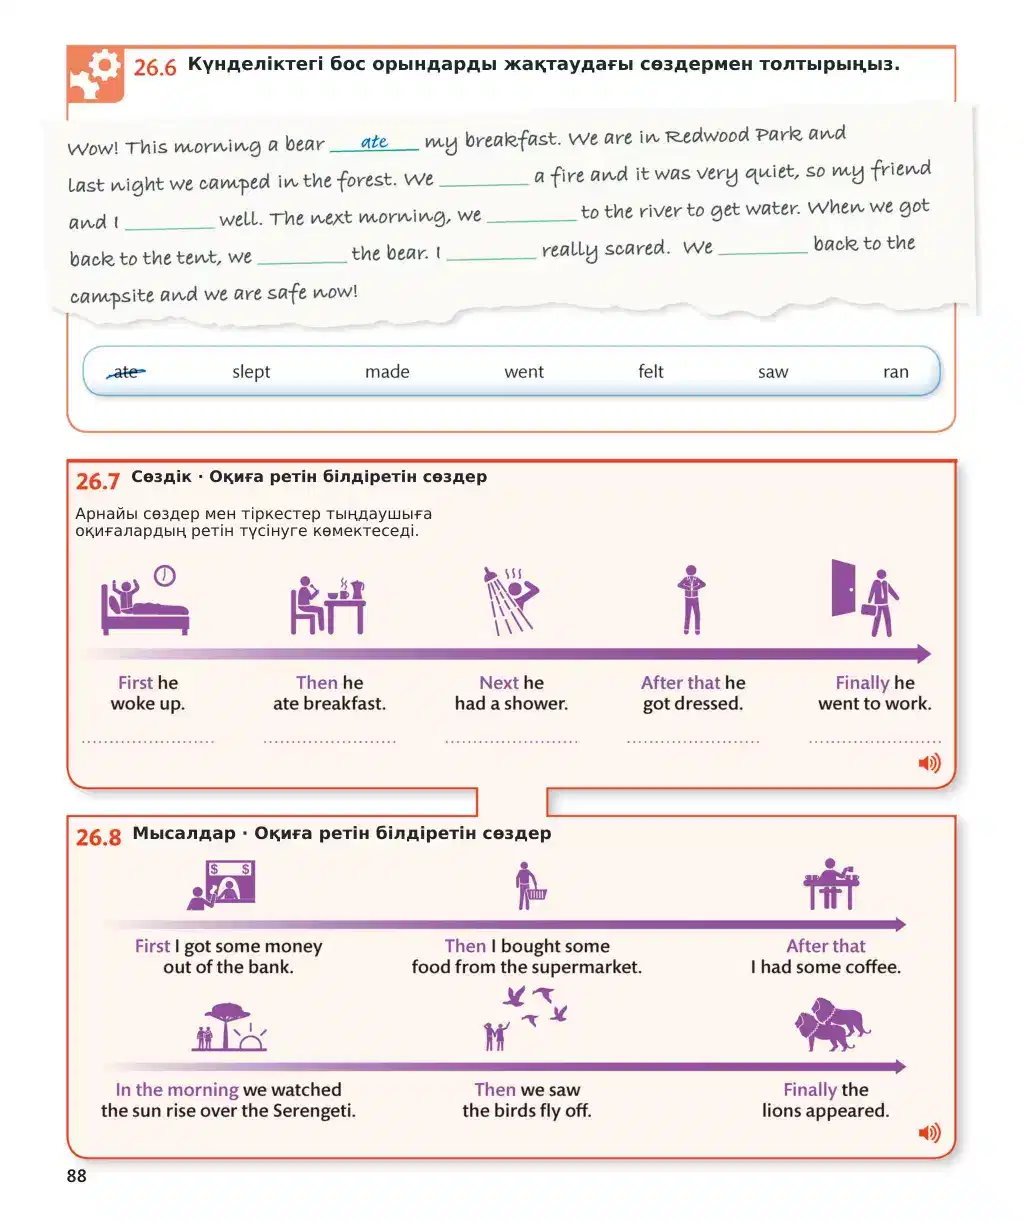 26.6 Күнделіктегі бос орындарды жақтаудағы сөздермен толтырыңыз.
Wow! This morning a bear ate my breakfast. We are in Redwood Park and
last night we camped in the forest. We ________ a fire and it was very quiet, so my friend
and I ________ well. The next morning, we ________ to the river to get water. When we got
back to the tent, we ________ the bear. I ________ really scared. We ________ back to the
campsite and we are safe now!
ate slept made went felt saw ran
26.7 Сөздік · Оқиға ретін білдіретін сөздер
Арнайы сөздер мен тіркестер тыңдаушыға
оқиғалардың ретін түсінуге көмектеседі.
First he
woke up.
Then he
ate breakfast.
Next he
had a shower.
After that he
got dressed.
Finally he
went to work.
26.8 Мысалдар · Оқиға ретін білдіретін сөздер
$ $
First I got some money
out of the bank.
Then I bought some
food from the supermarket.
After that
I had some coffee.
In the morning we watched
the sun rise over the Serengeti.
Then we saw
the birds fly off.
Finally the
lions appeared.
88